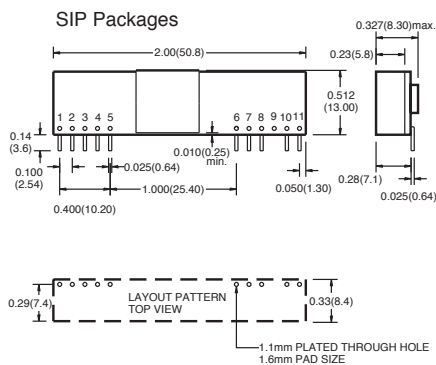 SIP Packages
0.327(8.30)max.
2.00(50.8)
0.23(5.8)
0.512
(13.00)
1 2 3 4 5
6 7 8 9 10 11
0.14
(3.6)
0.010(0.25)
min.
0.025(0.64)
0.100
(2.54)
1.000(25.40)
0.050(1.30)
0.28(7.1)
0.025(0.64)
0.400(10.20)
0.29(7.4)
LAYOUT PATTERN
TOP VIEW
0.33(8.4)
1.1mm PLATED THROUGH HOLE
1.6mm PAD SIZE